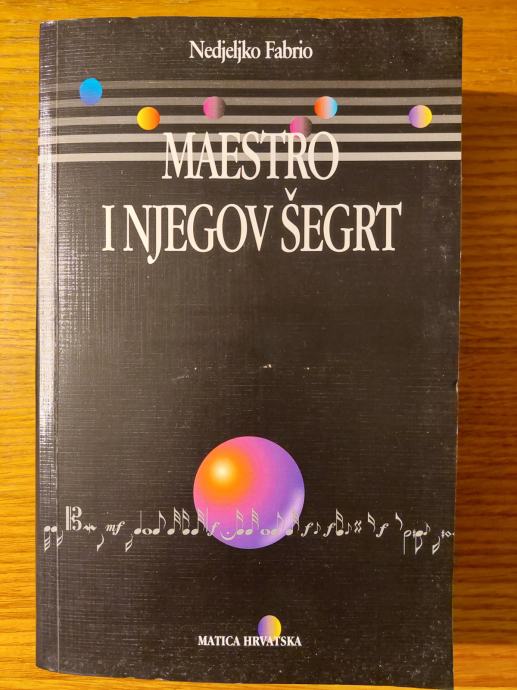 Nedjeljko Fabrio
MAESTRO
I NJEGOV ŠEGRT
MATICA HRVATSKA